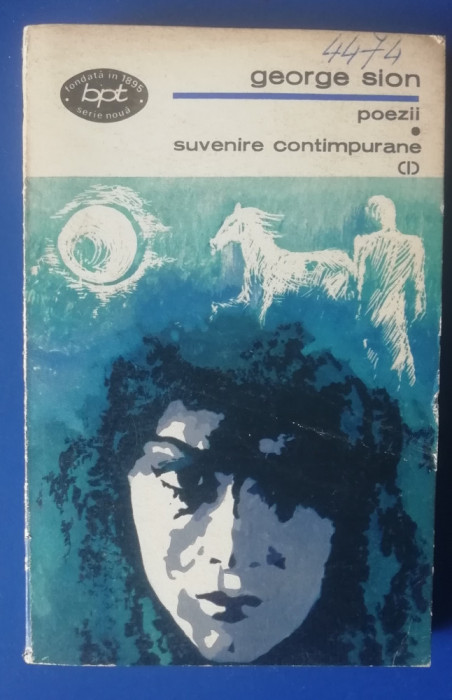 4474
fondată în 1895
bpt
serie nouă
george sion
poezii
•
suvenire contimpurane
(I)